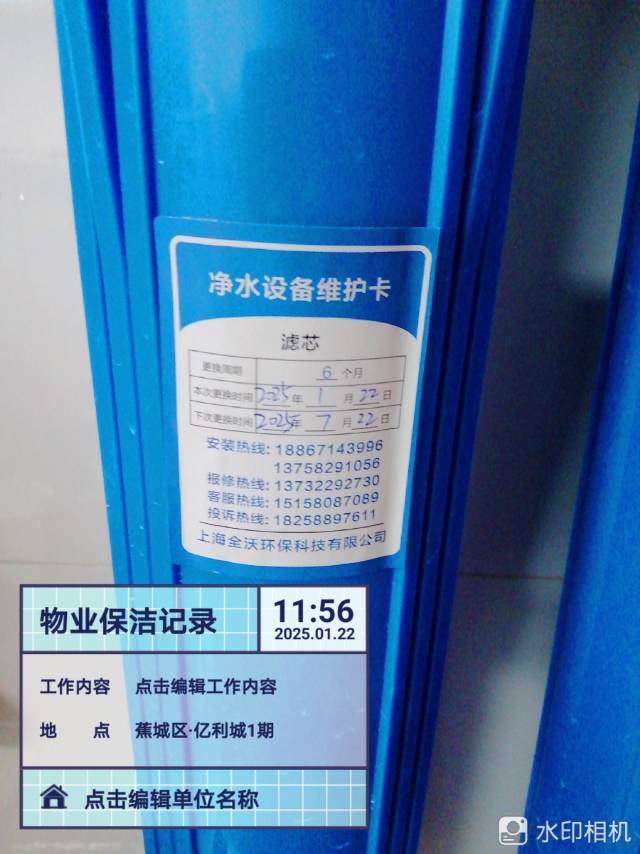 净水设备维护卡
滤芯
更换周期 6 个月
本次更换时间 2025 年 1 月 22 日
下次更换时间 2025 年 7 月 22 日
安装热线: 18867143996
13758291056
报修热线: 13732292730
客服热线: 15158087089
投诉热线: 18258897611
上海全沃环保科技有限公司
物业保洁记录
11:56
2025.01.22
工作内容 点击编辑工作内容
地 点 蕉城区·亿利城1期
点击编辑单位名称
水印相机